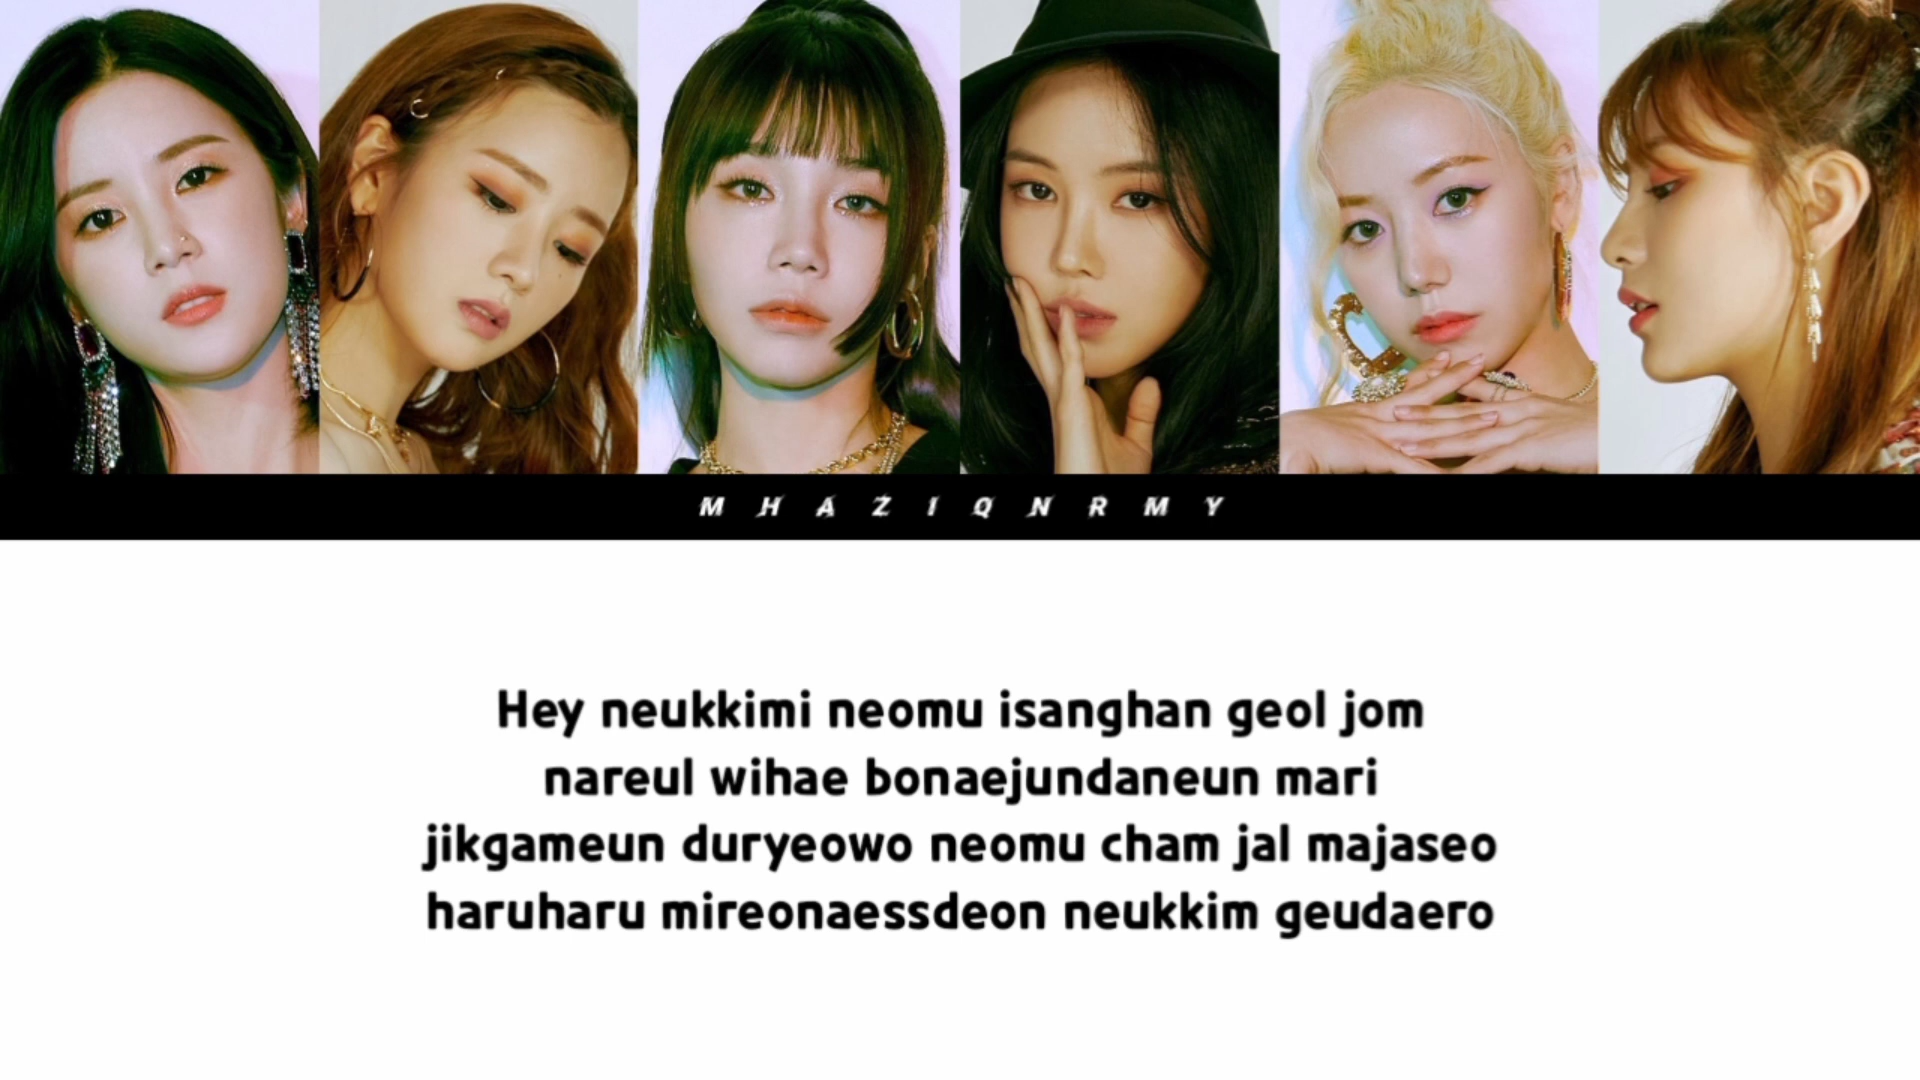 MHAZIQNRMY
Hey neukkimi neomu isanghan geol jom
nareul wihae bonaejundaneun mari
jikgameun duryeowo neomu cham jal majaseo
haruharu mireonaessdeon neukkim geudaero